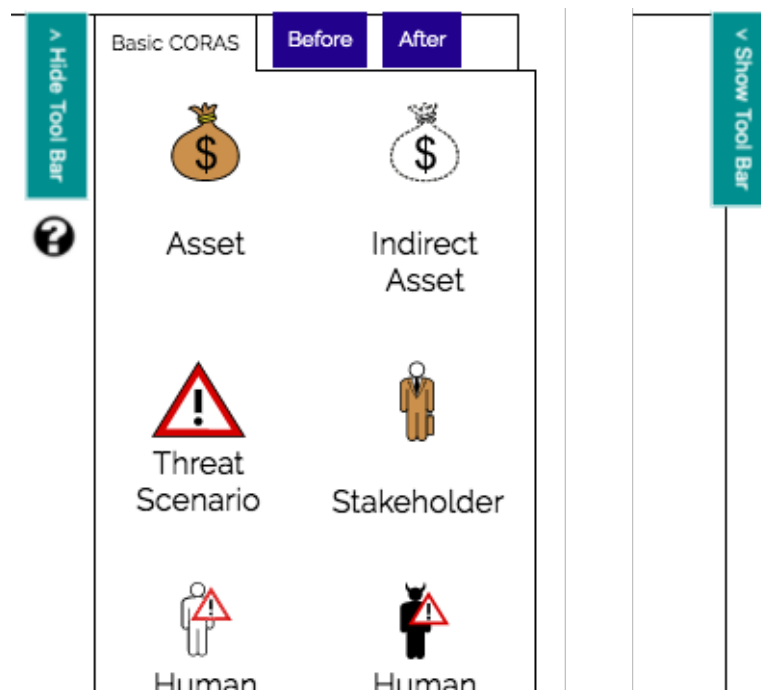 ^ Hide Tool Bar
Basic CORAS
Before
After
v Show Tool Bar
?
$
$
Asset
Indirect
Asset
!
Threat
Scenario
Stakeholder
!
!
Human
Human